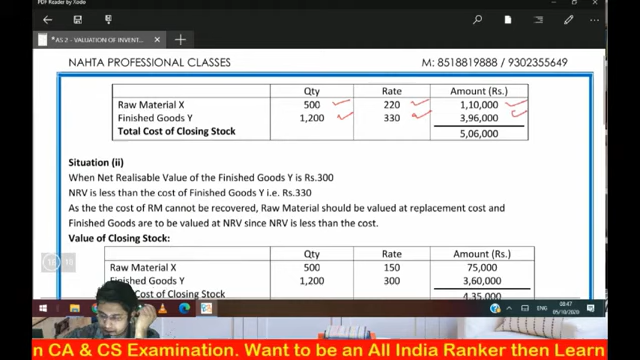 PDF Reader by Xodo
*AS 2 - VALUATION OF INVENT...
NAHTA PROFESSIONAL CLASSES M: 8518819888 / 9302355649
Qty Rate Amount (Rs.)
Raw Material X 500 220 1,10,000
Finished Goods Y 1,200 330 3,96,000
Total Cost of Closing Stock 5,06,000
Situation (ii)
When Net Realisable Value of the Finished Goods Y is Rs.300
NRV is less than the cost of Finished Goods Y i.e. Rs.330
As the the cost of RM cannot be recovered, Raw Material should be valued at replacement cost and
Finished Goods are to be valued at NRV since NRV is less than the cost.
Value of Closing Stock:
Qty Rate Amount (Rs.)
Raw Material X 500 150 75,000
Finished Goods Y 1,200 300 3,60,000
Cost of Closing Stock 4,35,000
ENG
08:47
05/10/2020
n CA & CS Examination. Want to be an All India Ranker then Learn